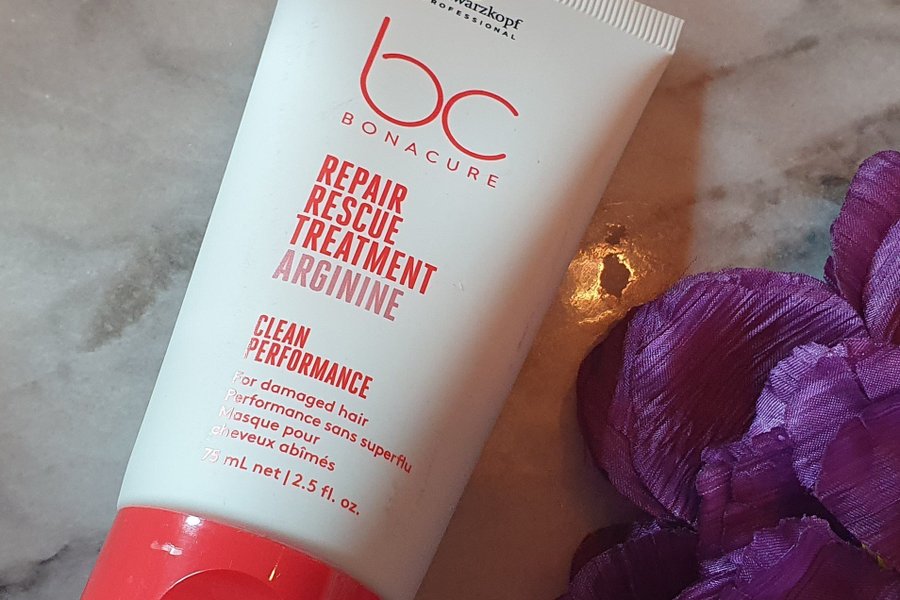 PROFESSIONAL
bc
BONACURE
REPAIR
RESCUE
TREATMENT
ARGININE
CLEAN
PERFORMANCE
For damaged hair
Performance sans superflu
Masque pour
cheveux abîmés
75 mL net | 2.5 fl. oz.